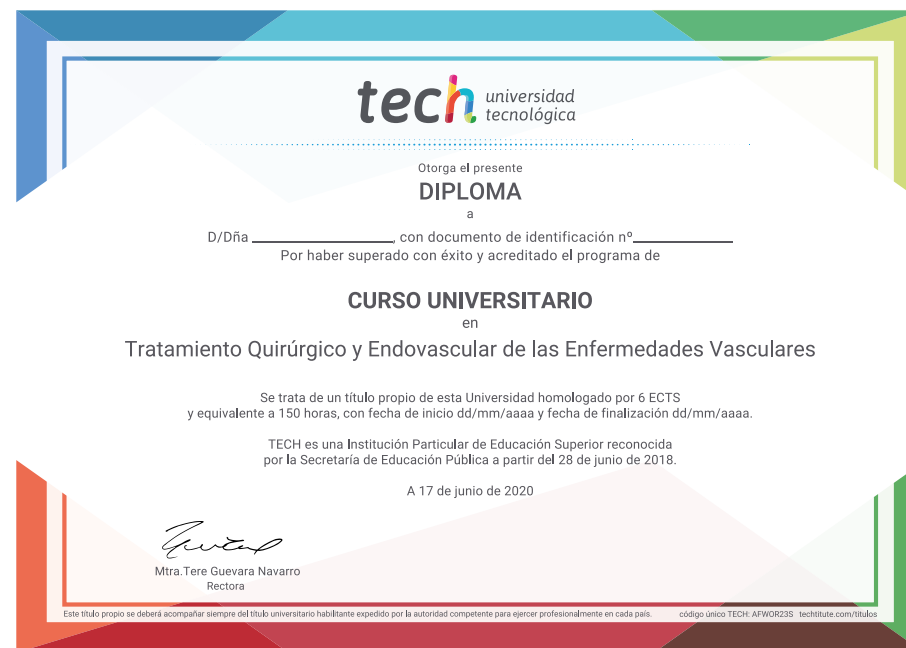 tech universidad
tecnológica
Otorga el presente
DIPLOMA
a
D/Dña ____________________, con documento de identificación nº______________
Por haber superado con éxito y acreditado el programa de
CURSO UNIVERSITARIO
en
Tratamiento Quirúrgico y Endovascular de las Enfermedades Vasculares
Se trata de un título propio de esta Universidad homologado por 6 ECTS
y equivalente a 150 horas, con fecha de inicio dd/mm/aaaa y fecha de finalización dd/mm/aaaa.
TECH es una Institución Particular de Educación Superior reconocida
por la Secretaría de Educación Pública a partir del 28 de junio de 2018.
A 17 de junio de 2020
Mtra.Tere Guevara Navarro
Rectora
Este título propio se deberá acompañar siempre del título universitario habilitante expedido por la autoridad competente para ejercer profesionalmente en cada país. código único TECH: AFWOR23S techtitute.com/títulos